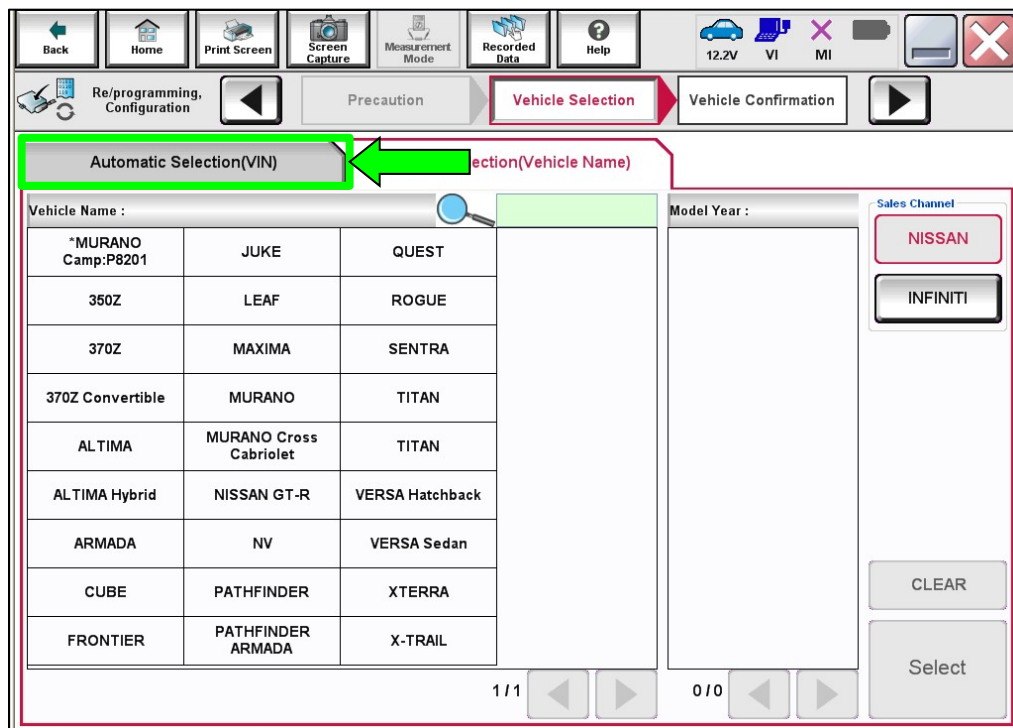 Back
Home
Print Screen
Screen
Capture
Measurement
Mode
Recorded
Data
Help
12.2V
VI
MI
Re/programming,
Configuration
Precaution
Vehicle Selection
Vehicle Confirmation
Automatic Selection(VIN)
ection(Vehicle Name)
Vehicle Name :
Model Year :
Sales Channel
*MURANO
Camp:P8201
JUKE
QUEST
NISSAN
350Z
LEAF
ROGUE
INFINITI
370Z
MAXIMA
SENTRA
370Z Convertible
MURANO
TITAN
ALTIMA
MURANO Cross
Cabriolet
TITAN
ALTIMA Hybrid
NISSAN GT-R
VERSA Hatchback
ARMADA
NV
VERSA Sedan
CUBE
PATHFINDER
XTERRA
CLEAR
FRONTIER
PATHFINDER
ARMADA
X-TRAIL
Select
1/1
0/0